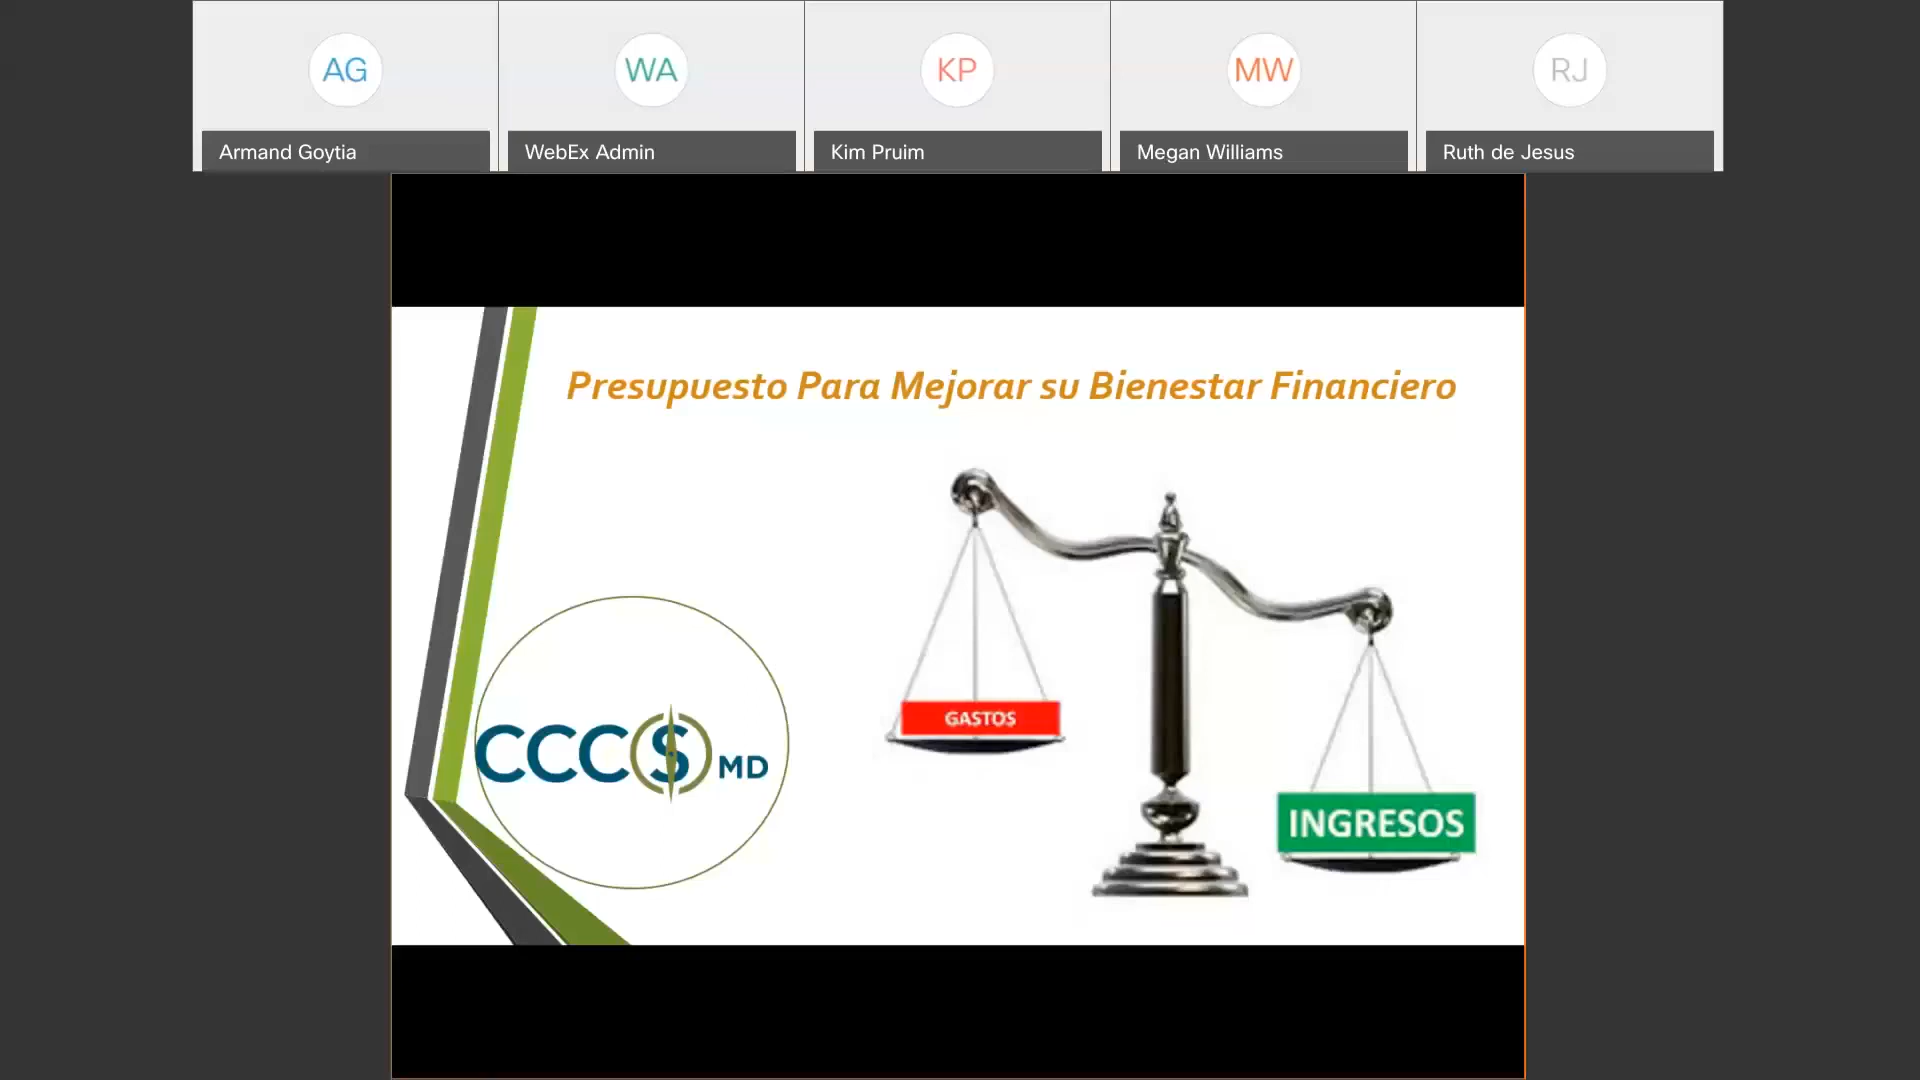 AG
WA
KP
MW
RJ
Armand Goytia
WebEx Admin
Kim Pruim
Megan Williams
Ruth de Jesus
Presupuesto Para Mejorar su Bienestar Financiero
GASTOS
CCCS MD
INGRESOS